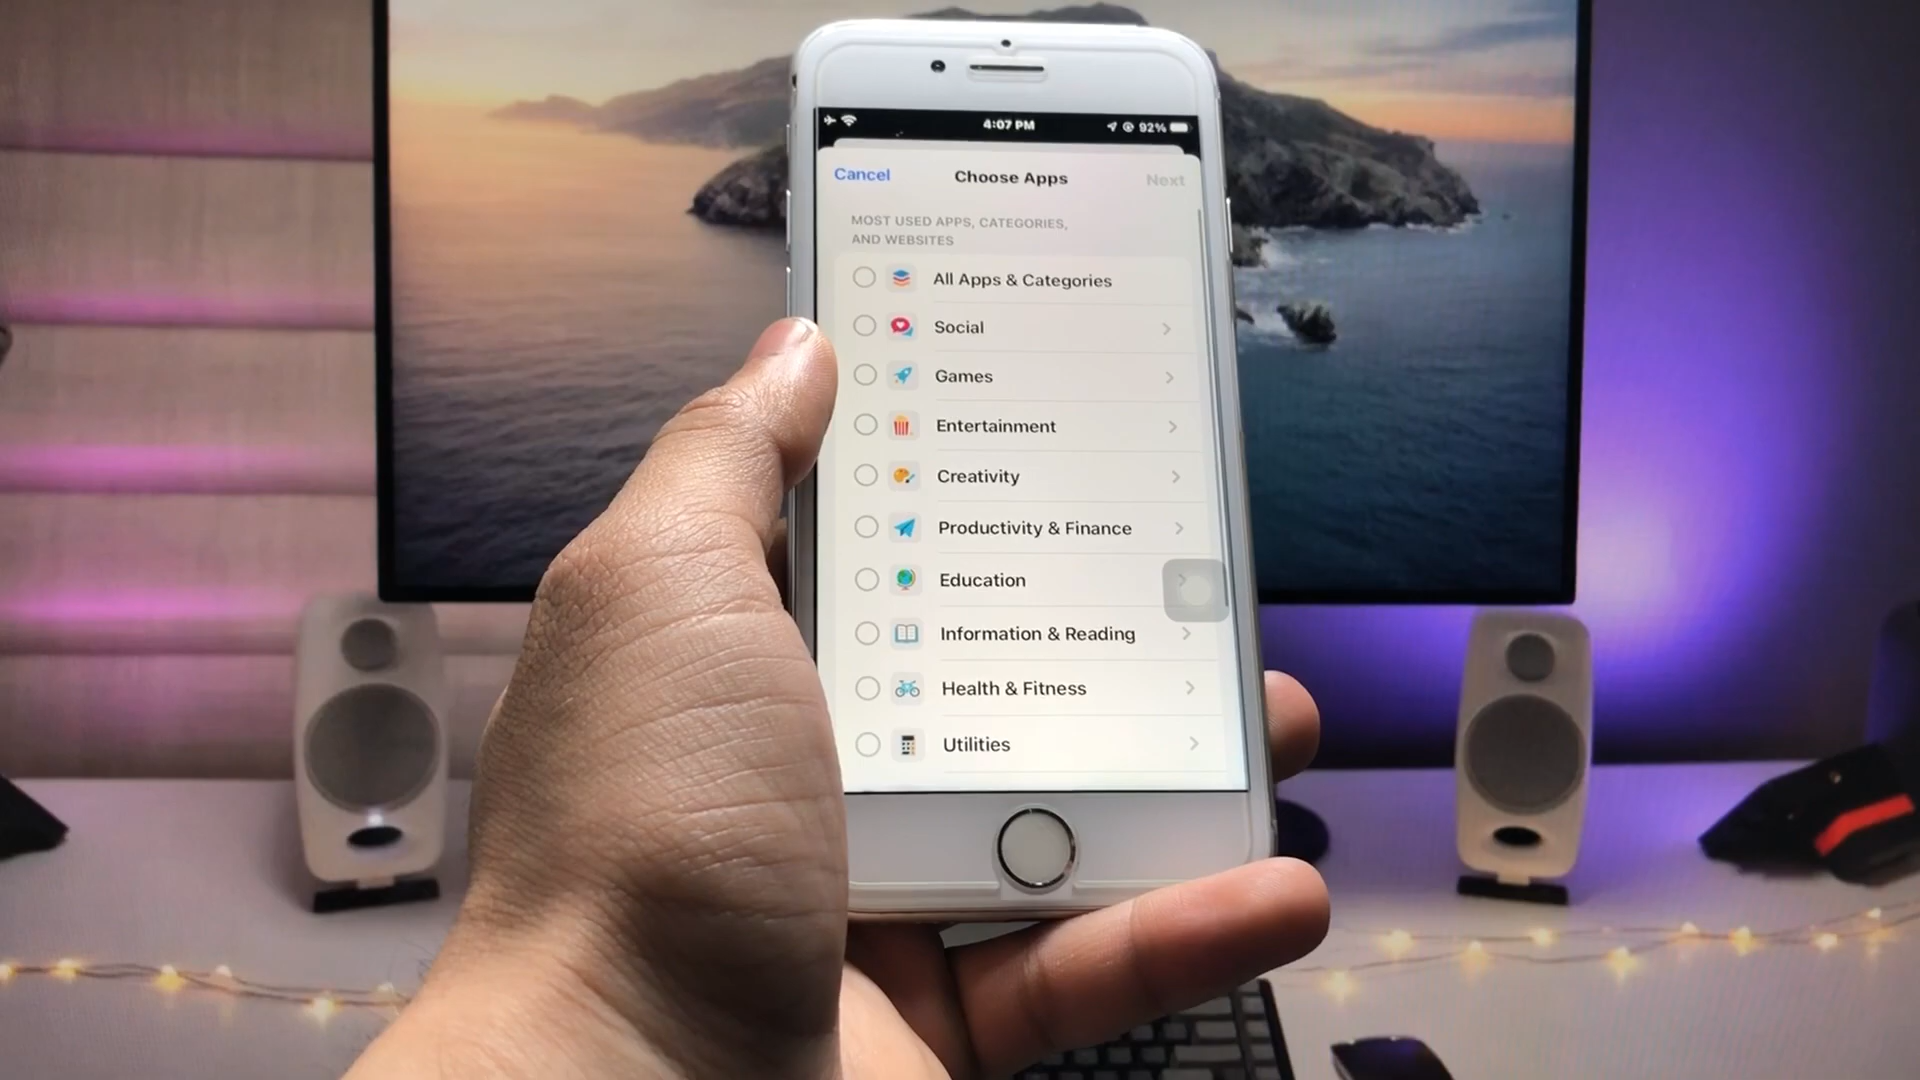 4:07 PM
92%
Cancel
Choose Apps
Next
MOST USED APPS, CATEGORIES,
AND WEBSITES
All Apps & Categories
Social
Games
Entertainment
Creativity
Productivity & Finance
Education
Information & Reading
Health & Fitness
Utilities